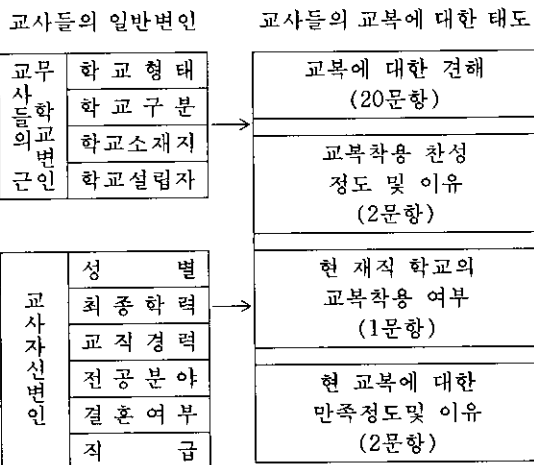 교사들의 일반변인
교사들의 교복에 대한 태도
교사들의근
무학교변인
학교형태
학교구분
학교소재지
학교설립자
교사자신변인
성별
최종학력
교직경력
전공분야
결혼여부
직급
교복에 대한 견해
(20문항)
교복착용 찬성
정도 및 이유
(2문항)
현 재직 학교의
교복착용 여부
(1문항)
현 교복에 대한
만족정도및 이유
(2문항)